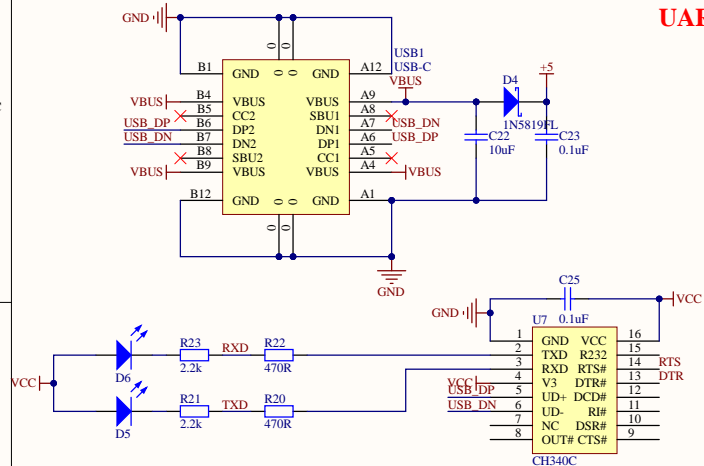 UAR
GND
0 0
USB1
USB-C
B1 GND GND A12
VBUS
D4
+5
VBUS B4 VBUS VBUS A9
B5 CC2 SBU1 A8
USB_DP B6 DP2 DN1 A7 USB_DN
USB_DN B7 DN2 DP1 A6 USB_DP
B8 SBU2 CC1 A5
VBUS B9 VBUS VBUS A4 VBUS
1N5819FL
C22
10uF
C23
0.1uF
B12 GND GND A1
0 0
GND
C25
0.1uF
GND
VCC
U7
1 GND VCC 16
2 TXD R232 15
3 RXD RTS# 14 RTS
VCC 4 V3 DTR# 13 DTR
USB_DP 5 UD+ DCD# 12
USB_DN 6 UD- RI# 11
7 NC DSR# 10
8 OUT# CTS# 9
CH340C
R23 RXD R22
2.2k 470R
D6
VCC
R21 TXD R20
2.2k 470R
D5